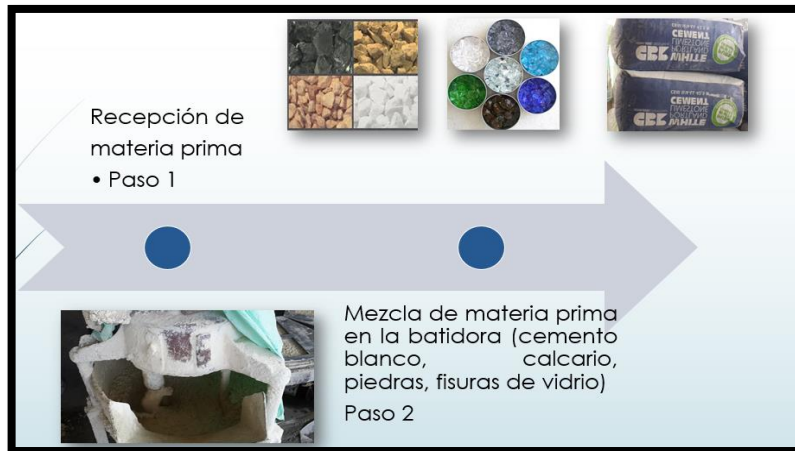 Recepción de
materia prima
• Paso 1
CEMENT
Mezcla de materia prima
en la batidora (cemento
blanco, calcario,
piedras, fisuras de vidrio)
Paso 2